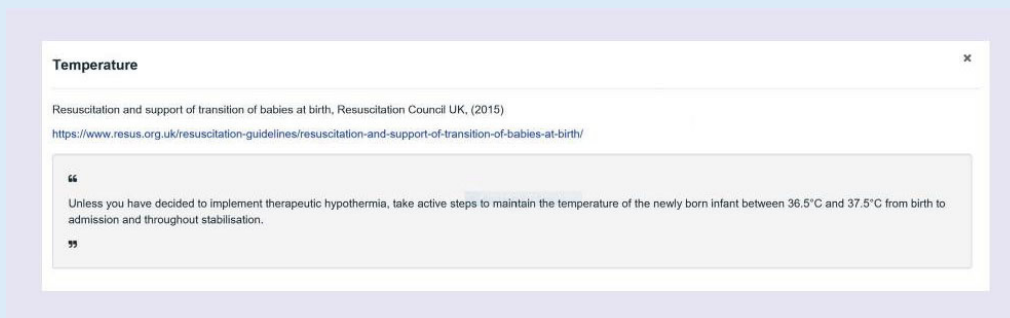 Temperature
×
Resuscitation and support of transition of babies at birth, Resuscitation Council UK, (2015)
https://www.resus.org.uk/resuscitation-guidelines/resuscitation-and-support-of-transition-of-babies-at-birth/
“
Unless you have decided to implement therapeutic hypothermia, take active steps to maintain the temperature of the newly born infant between 36.5°C and 37.5°C from birth to
admission and throughout stabilisation.
”